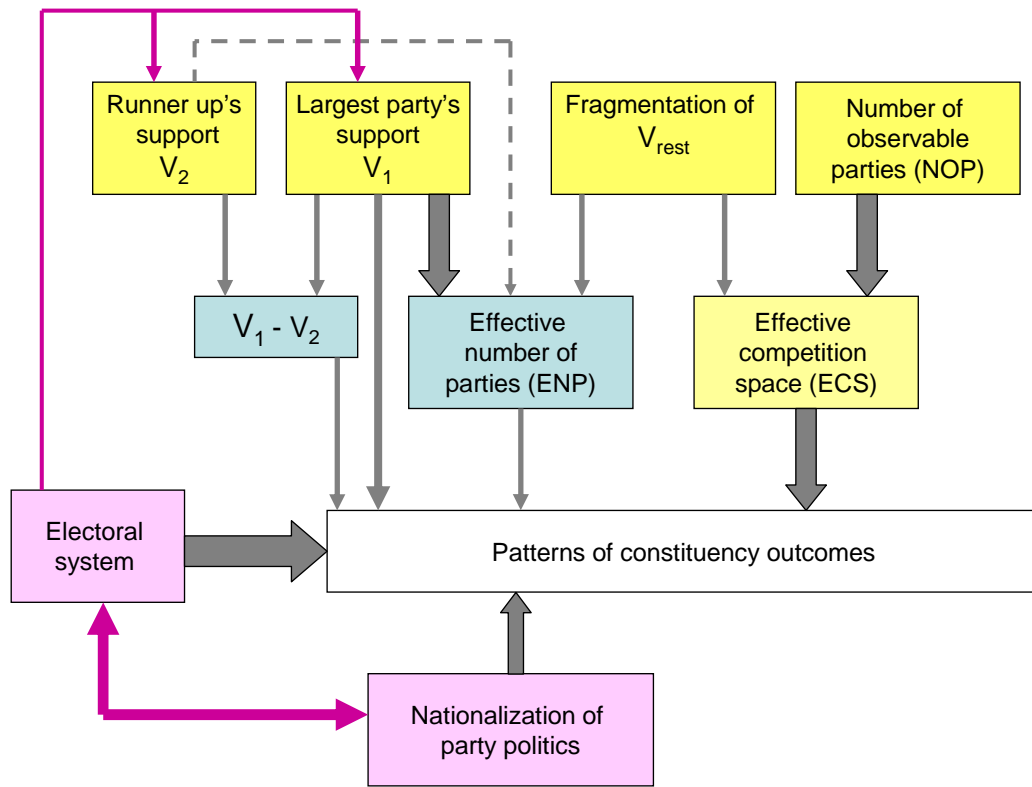 Runner up's
support
V₂
Largest party's
support
V₁
Fragmentation of
V_rest
Number of
observable
parties (NOP)
V₁ - V₂
Effective
number of
parties (ENP)
Effective
competition
space (ECS)
Electoral
system
Patterns of constituency outcomes
Nationalization of
party politics